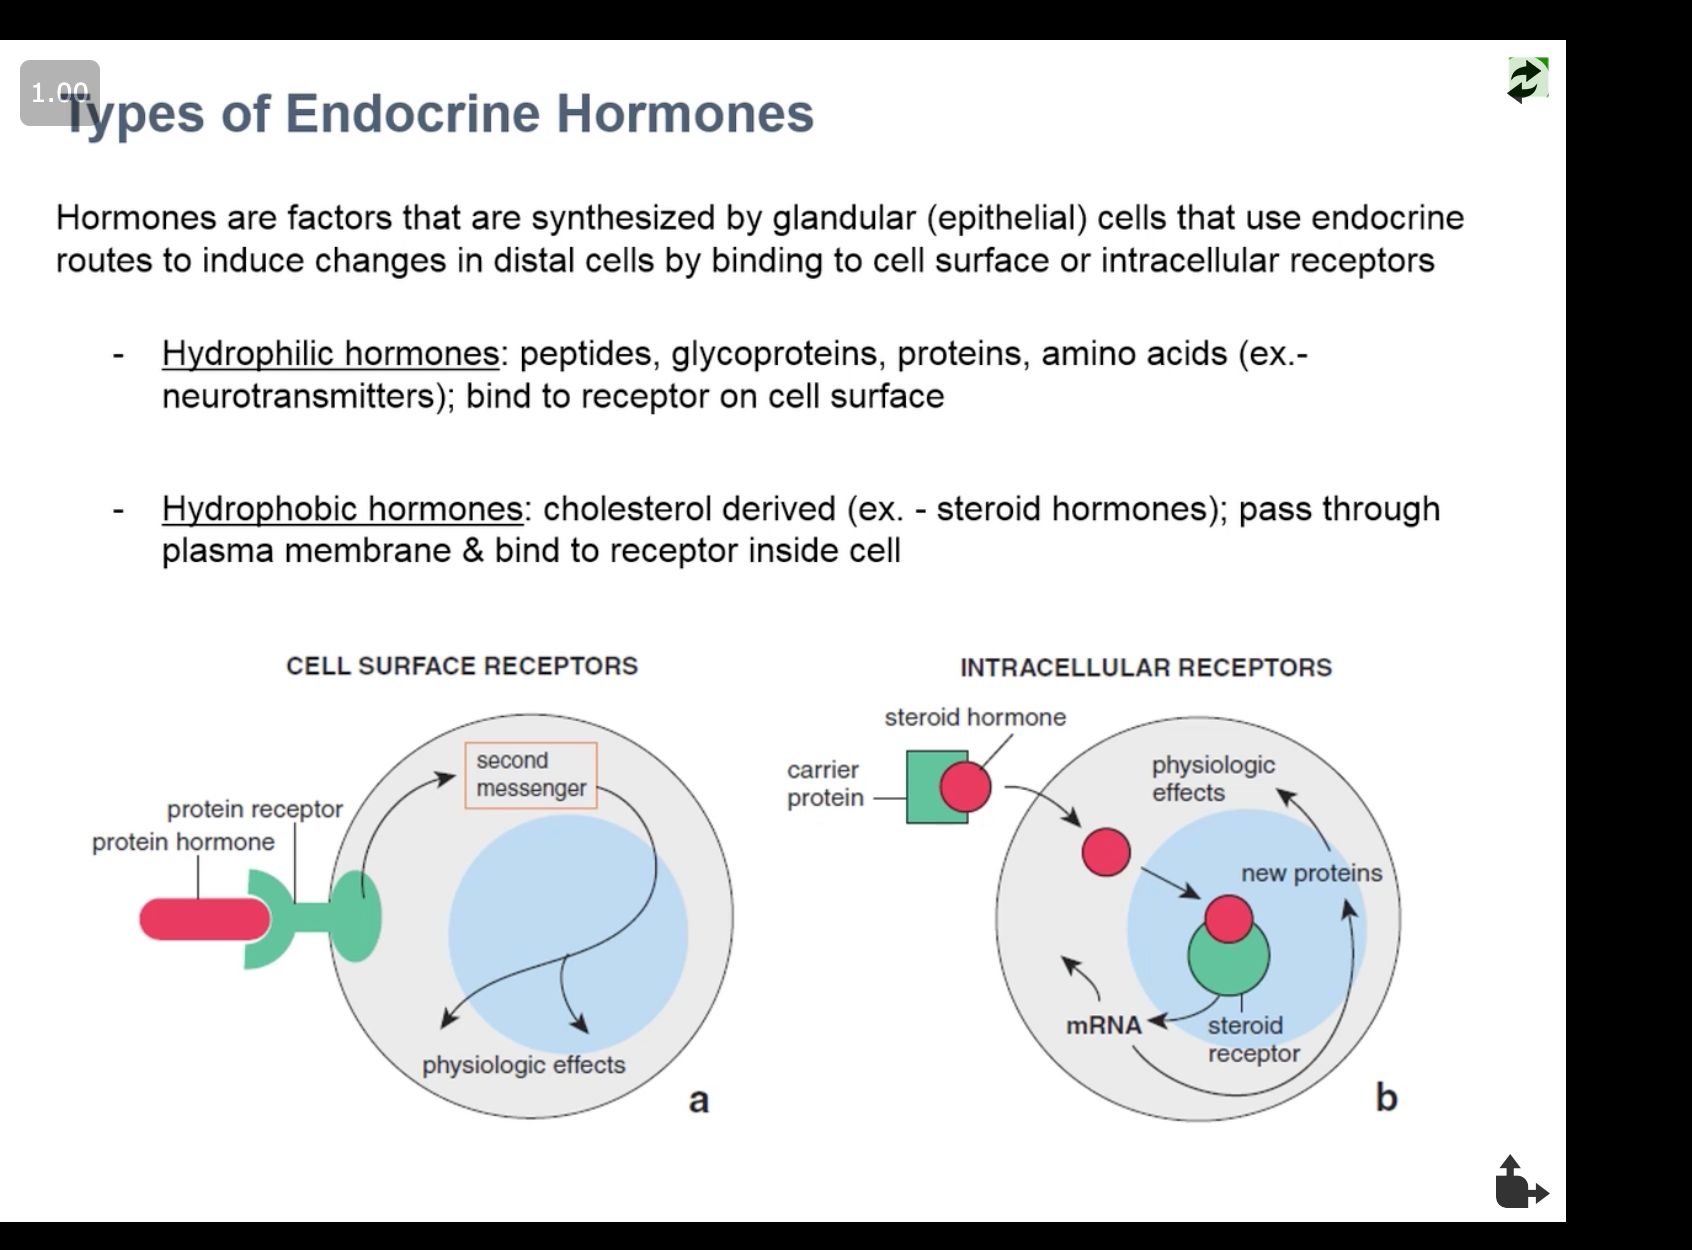 1.00
Types of Endocrine Hormones
Hormones are factors that are synthesized by glandular (epithelial) cells that use endocrine
routes to induce changes in distal cells by binding to cell surface or intracellular receptors
- Hydrophilic hormones: peptides, glycoproteins, proteins, amino acids (ex.-
neurotransmitters); bind to receptor on cell surface
- Hydrophobic hormones: cholesterol derived (ex. - steroid hormones); pass through
plasma membrane & bind to receptor inside cell
CELL SURFACE RECEPTORS
second
messenger
protein receptor
protein hormone
physiologic effects
a
INTRACELLULAR RECEPTORS
steroid hormone
carrier
protein
physiologic
effects
new proteins
mRNA
steroid
receptor
b